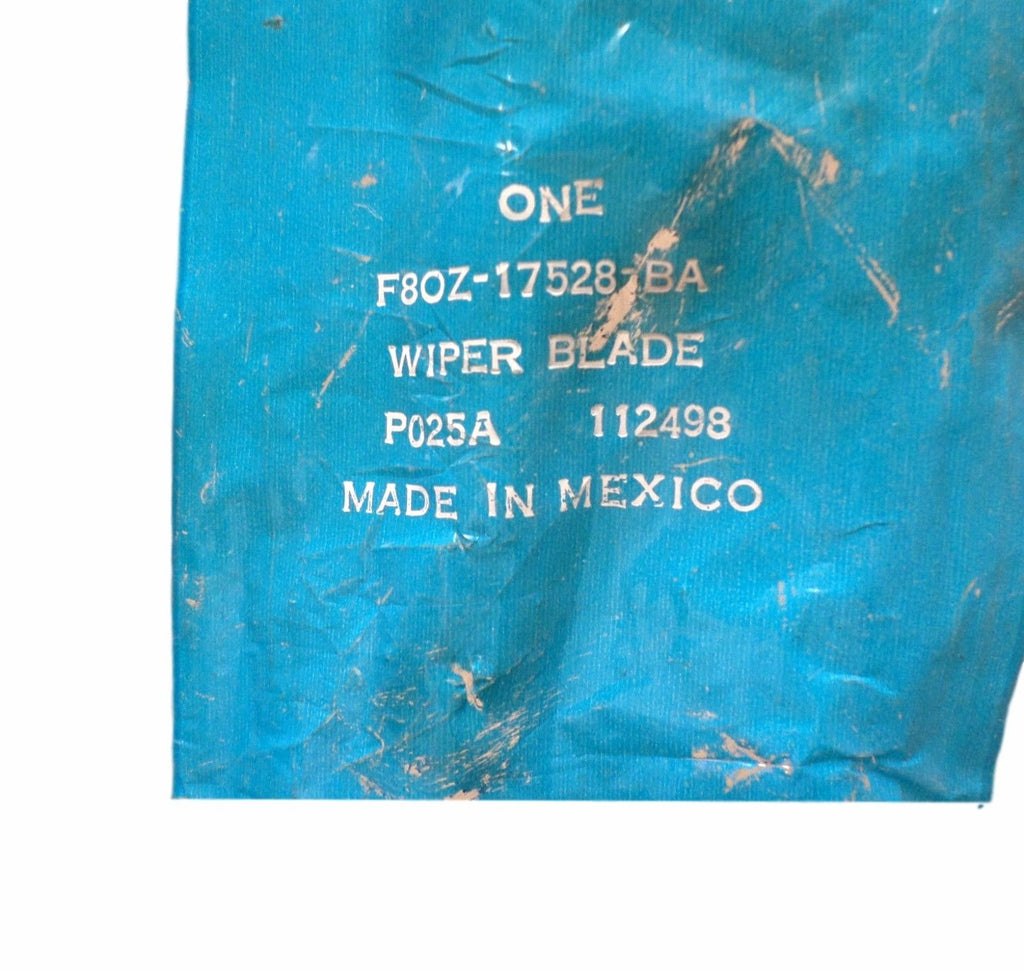 ONE
F8OZ-17528-BA
WIPER BLADE
P025A 112498
MADE IN MEXICO